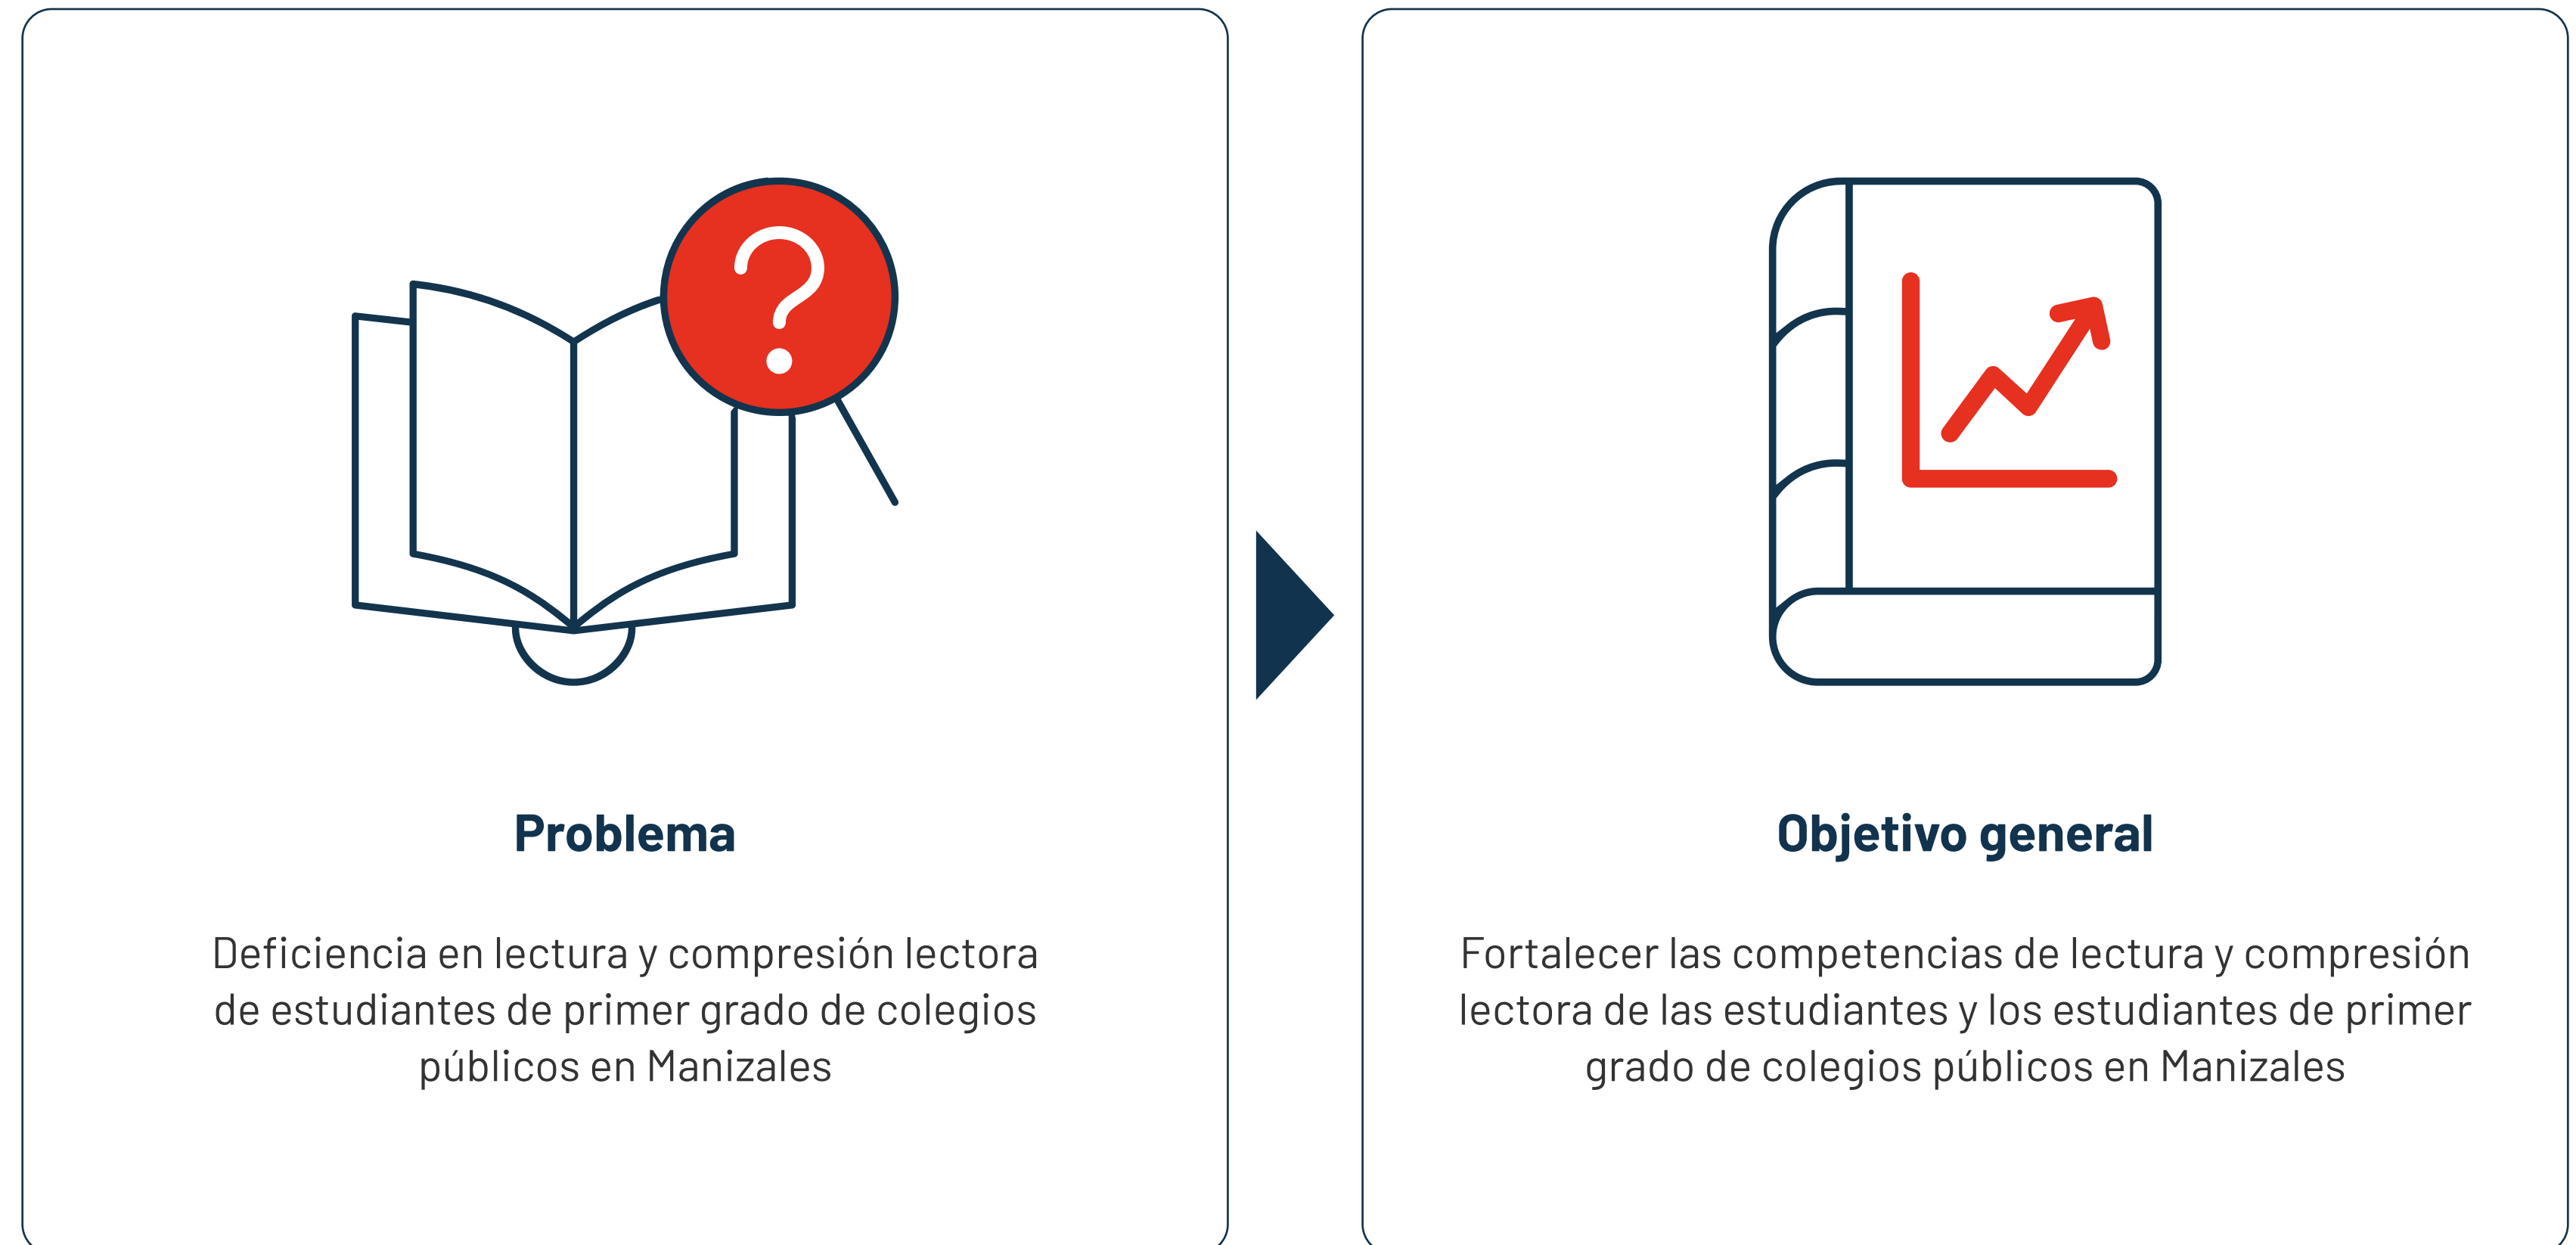 Problema
Deficiencia en lectura y compresión lectora
de estudiantes de primer grado de colegios
públicos en Manizales
Objetivo general
Fortalecer las competencias de lectura y compresión
lectora de las estudiantes y los estudiantes de primer
grado de colegios públicos en Manizales